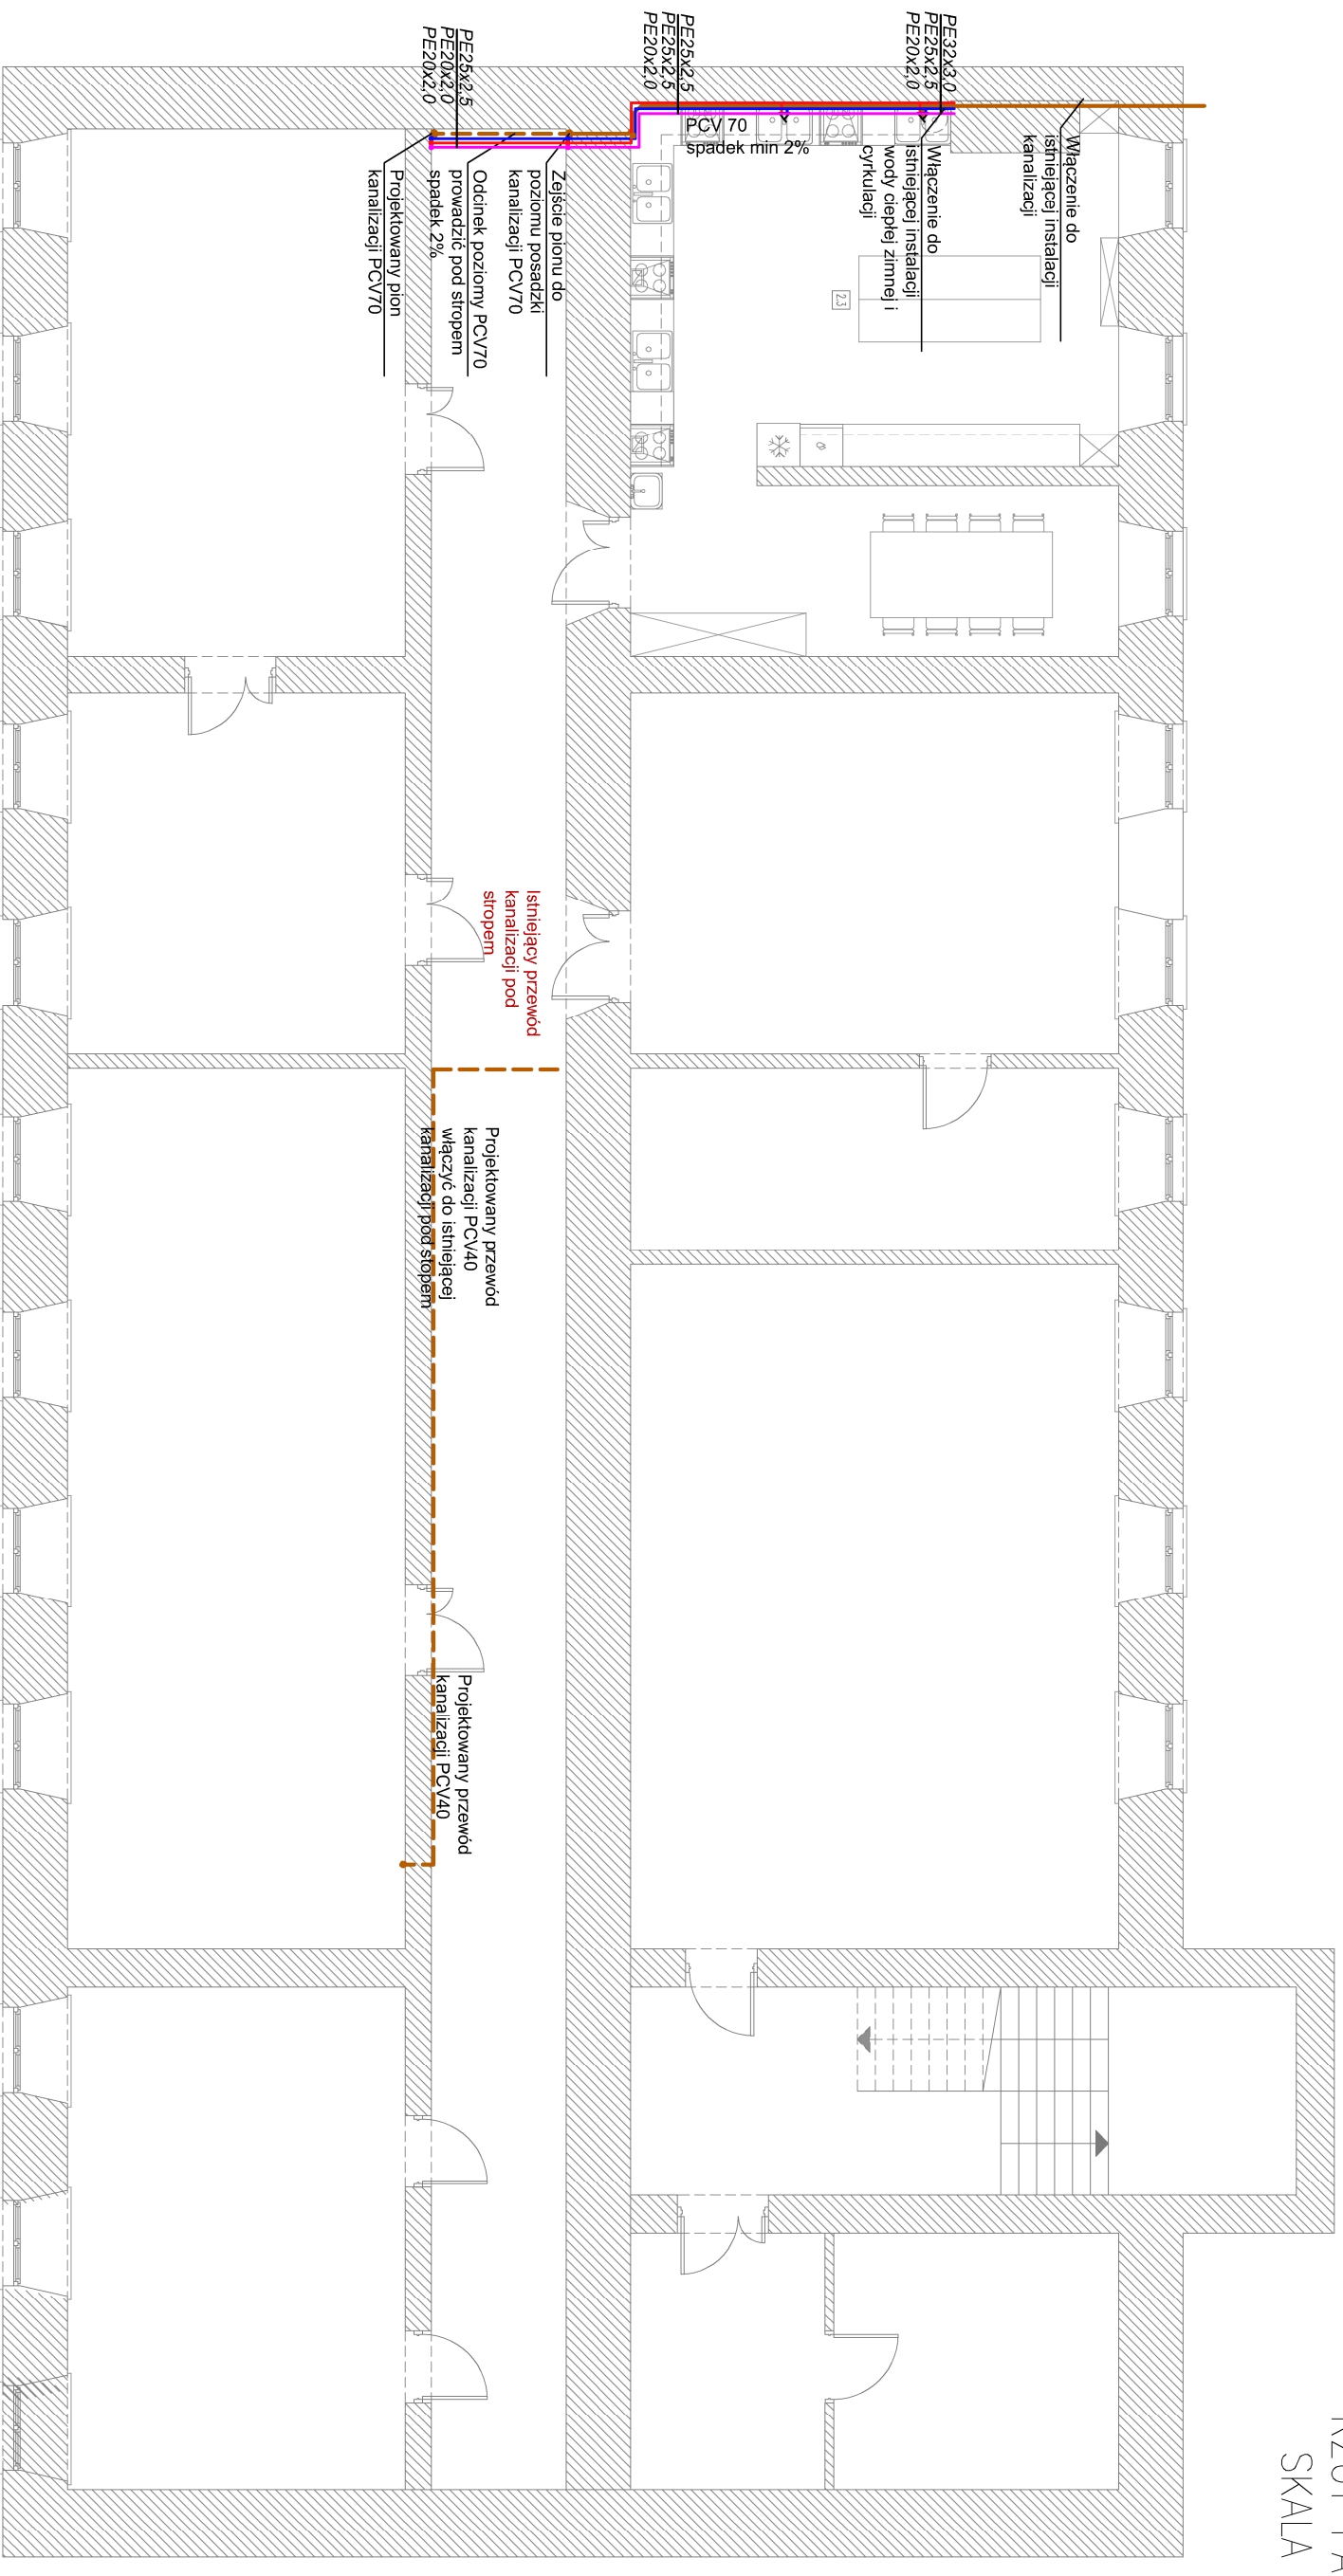 PE32x3,0
PE25x2,5
PE20x2,0
PE25x2,5
PE25x2,5
PE20x2,0
PE25x2,5
PE20x2,0
PE20x2,0
PCV 70
spadek min 2%
Włączenie do
istniejącej instalacji
kanalizacji
Włączenie do
istniejącej instalacji
wody ciepłej zimnej i
cyrkulacji
2.3
Zejście pionu do
poziomu posadzki
kanalizacji PCV70
Odcinek poziomy PCV70
prowadzić pod stropem
spadek 2%
Projektowany pion
kanalizacji PCV70
Istniejący przewód
kanalizacji pod
stropem
Projektowany przewód
kanalizacji PCV40
włączyć do istniejącej
kanalizacji pod stopem
Projektowany przewód
kanalizacji PCV40
SKALA